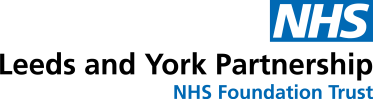 NHS
Leeds and York Partnership
NHS Foundation Trust